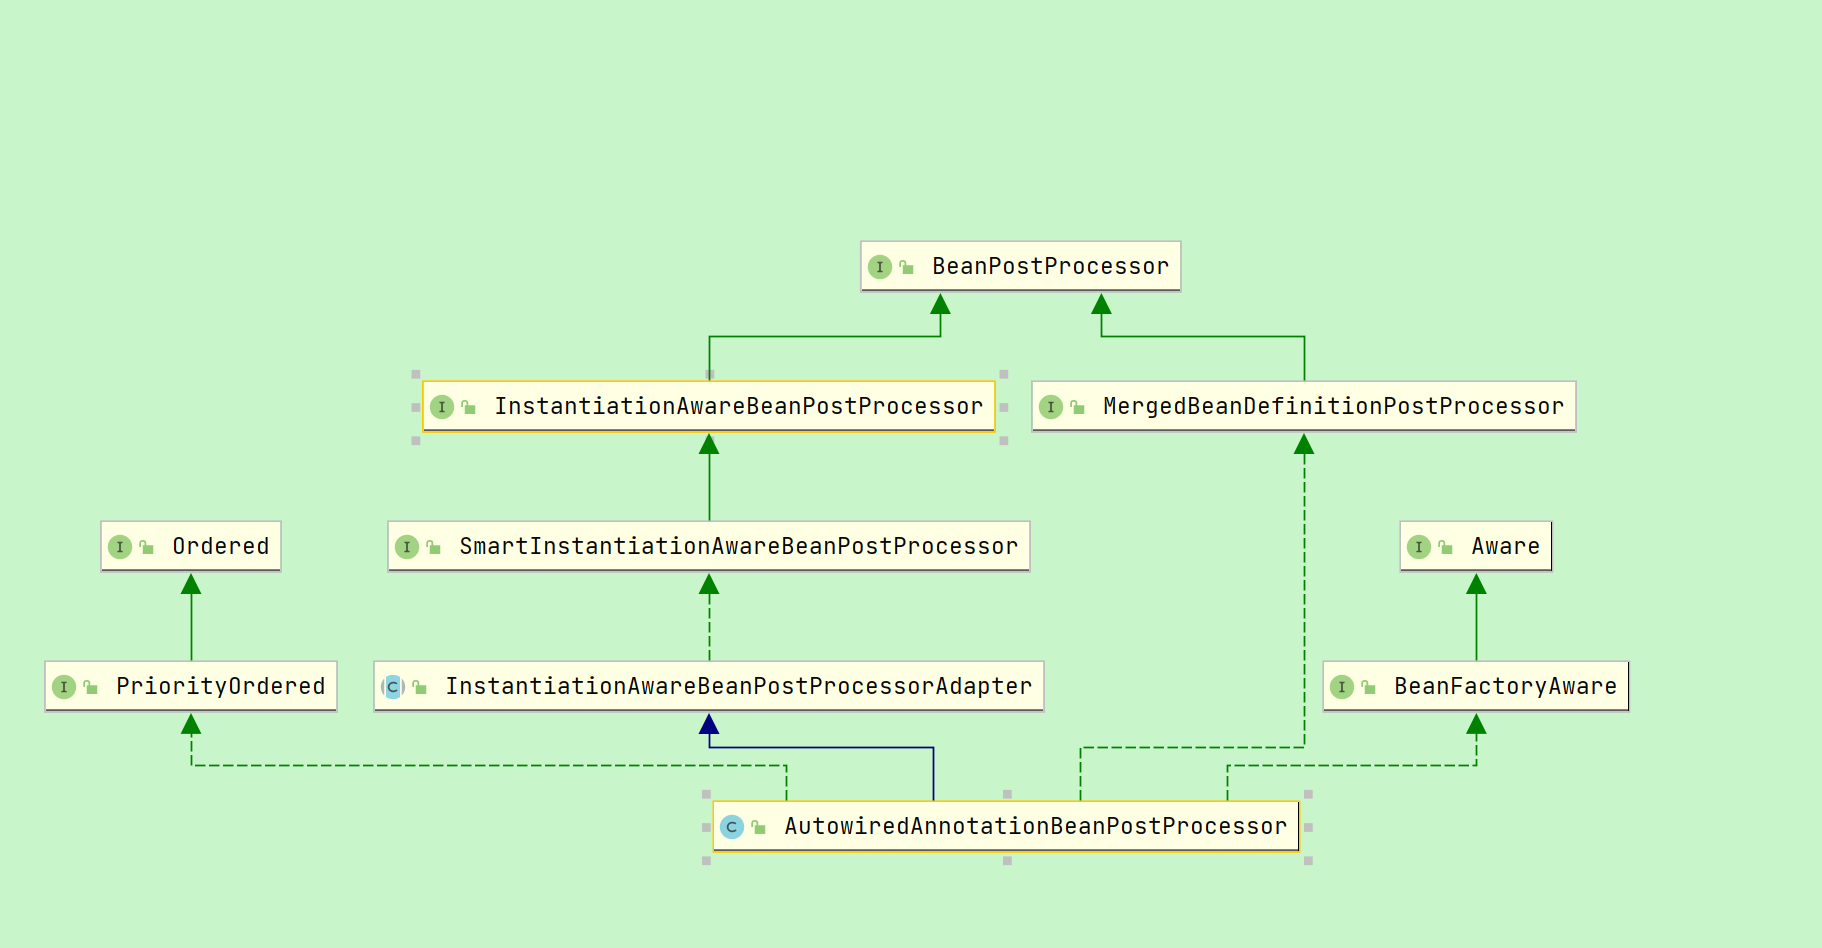 I BeanPostProcessor
I InstantiationAwareBeanPostProcessor
I MergedBeanDefinitionPostProcessor
I Ordered
I SmartInstantiationAwareBeanPostProcessor
I Aware
I PriorityOrdered
C InstantiationAwareBeanPostProcessorAdapter
I BeanFactoryAware
C AutowiredAnnotationBeanPostProcessor